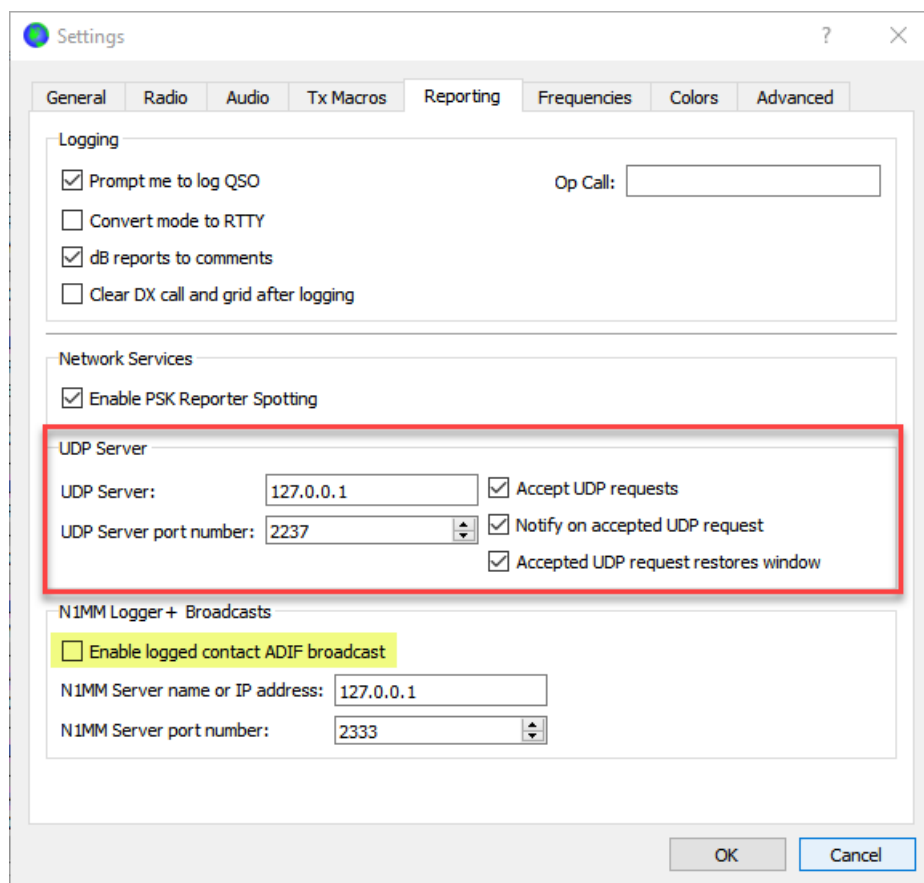 Settings
General Radio Audio Tx Macros Reporting Frequencies Colors Advanced
Logging
Prompt me to log QSO Op Call:
Convert mode to RTTY
dB reports to comments
Clear DX call and grid after logging
Network Services
Enable PSK Reporter Spotting
UDP Server
UDP Server: 127.0.0.1 Accept UDP requests
UDP Server port number: 2237 Notify on accepted UDP request
Accepted UDP request restores window
N1MM Logger+ Broadcasts
Enable logged contact ADIF broadcast
N1MM Server name or IP address: 127.0.0.1
N1MM Server port number: 2333
OK Cancel